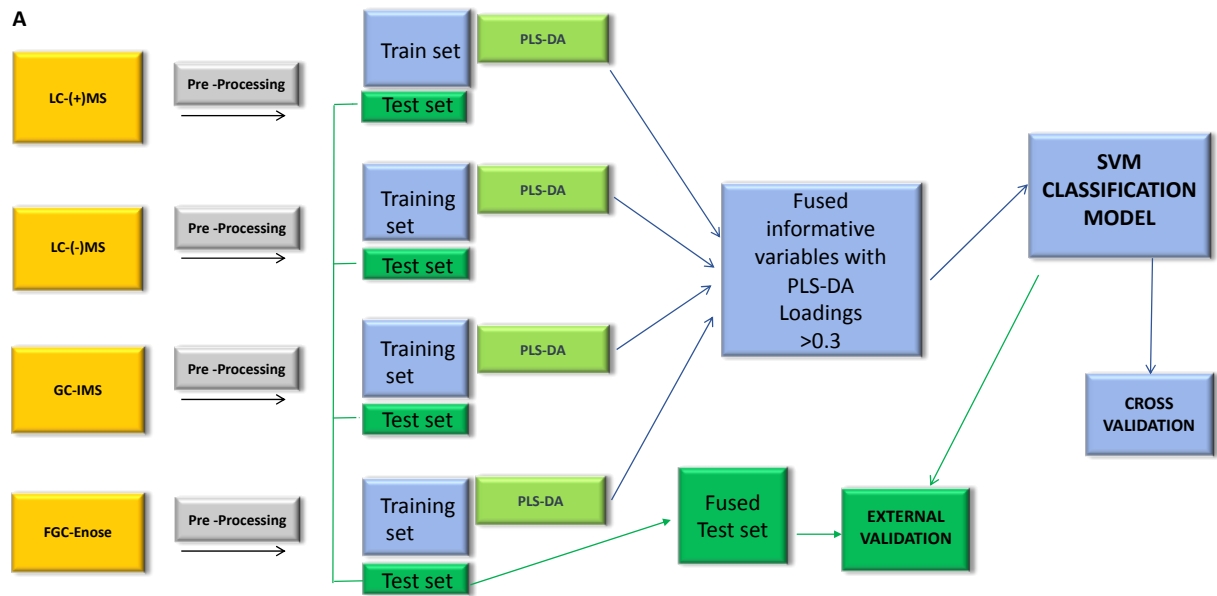 A
LC-(+)MS
Pre -Processing
Train set
PLS-DA
Test set
LC-(-)MS
Pre -Processing
Training
set
PLS-DA
Test set
GC-IMS
Pre -Processing
Training
set
PLS-DA
Test set
FGC-Enose
Pre -Processing
Training
set
PLS-DA
Test set
Fused
informative
variables with
PLS-DA
Loadings
>0.3
Fused
Test set
SVM
CLASSIFICATION
MODEL
CROSS
VALIDATION
EXTERNAL
VALIDATION